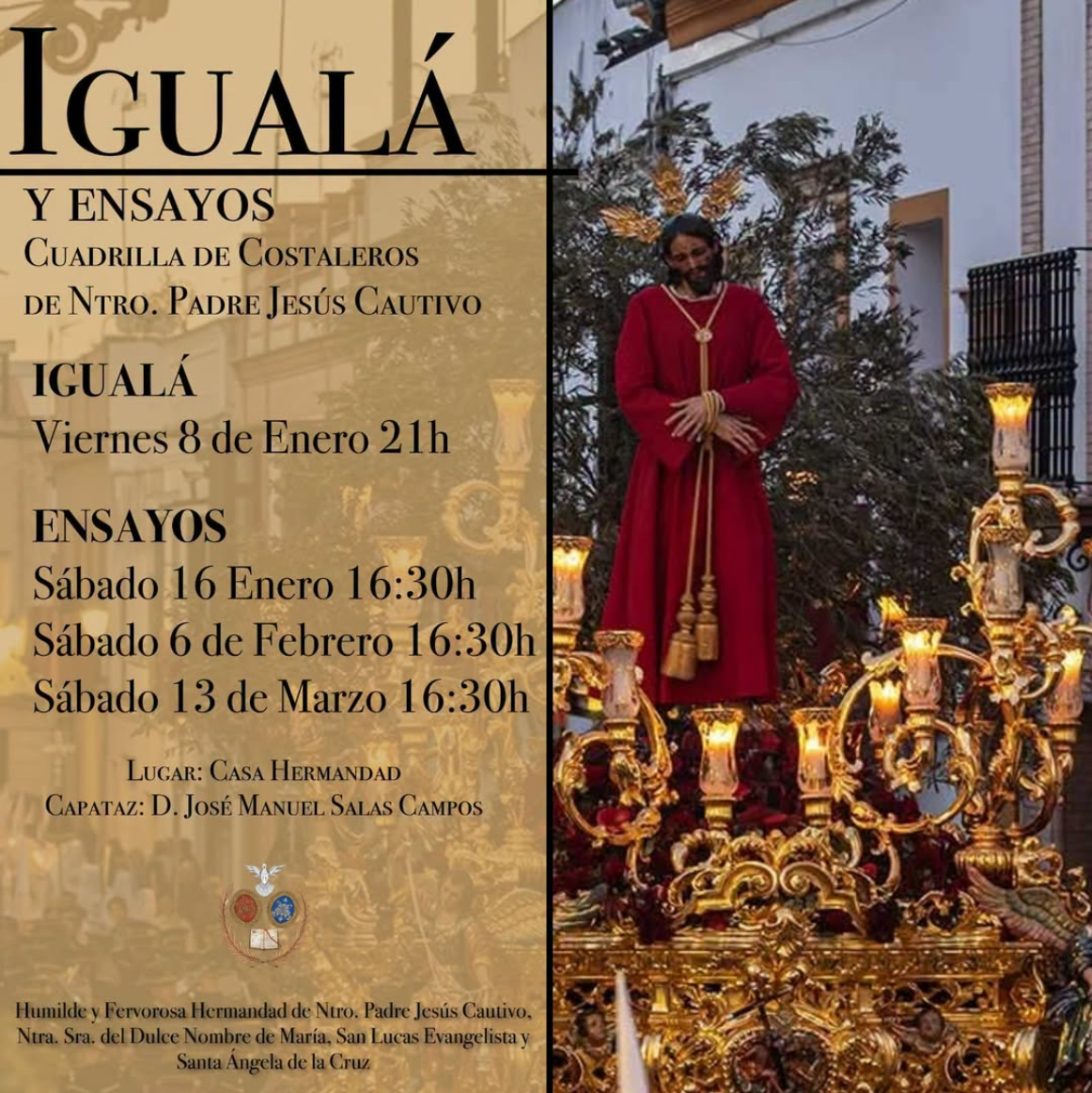 IGUALÁ
Y ENSAYOS
CUADRILLA DE COSTALEROS
DE NTRO. PADRE JESÚS CAUTIVO
IGUALÁ
Viernes 8 de Enero 21h
ENSAYOS
Sábado 16 Enero 16:30h
Sábado 6 de Febrero 16:30h
Sábado 13 de Marzo 16:30h
LUGAR: CASA HERMANDAD
CAPATAZ: D. JOSÉ MANUEL SALAS CAMPOS
Humilde y Fervorosa Hermandad de Ntro. Padre Jesús Cautivo,
Ntra. Sra. del Dulce Nombre de María, San Lucas Evangelista y
Santa Ángela de la Cruz